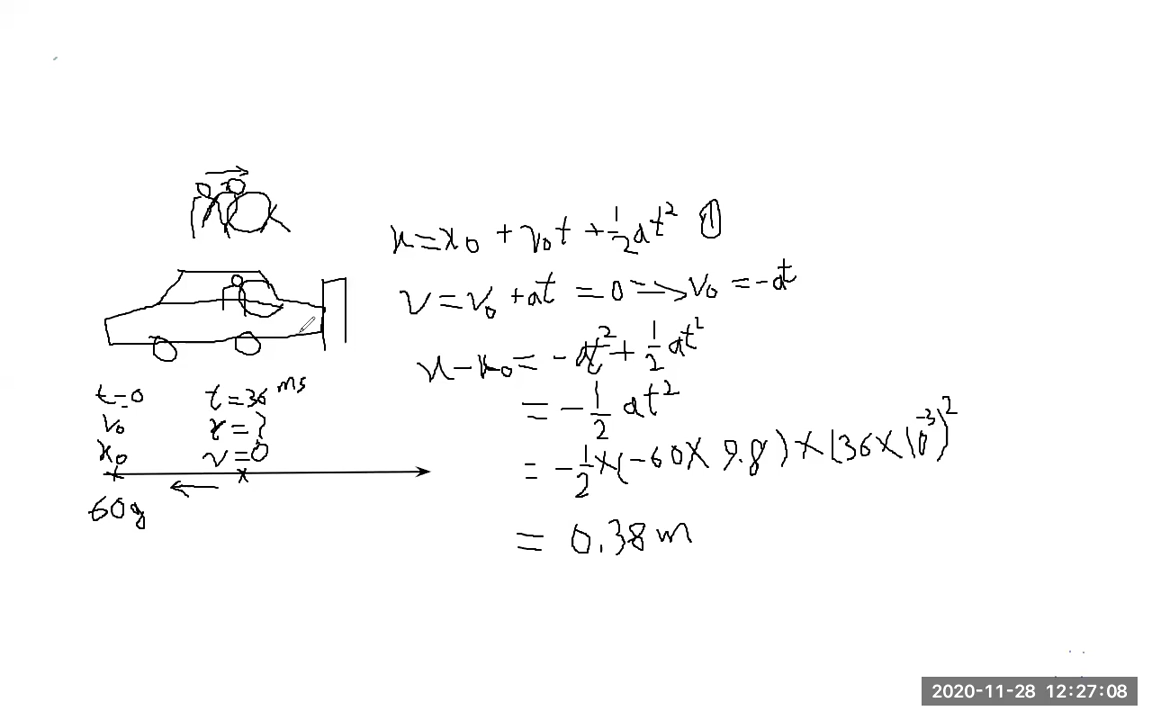 x = x₀ + v₀t + ½at² ①
v = v₀ + at = 0 ⟹ v₀ = -at
x - x₀ = -at² + ½at²
= -½at²
= -½ × (-60 × 9.8) × (36 × 10⁻³)²
= 0.38 m
t = 0 t = 36 ms
v₀ x = ?
x₀ v = 0
60g
2020-11-28 12:27:08